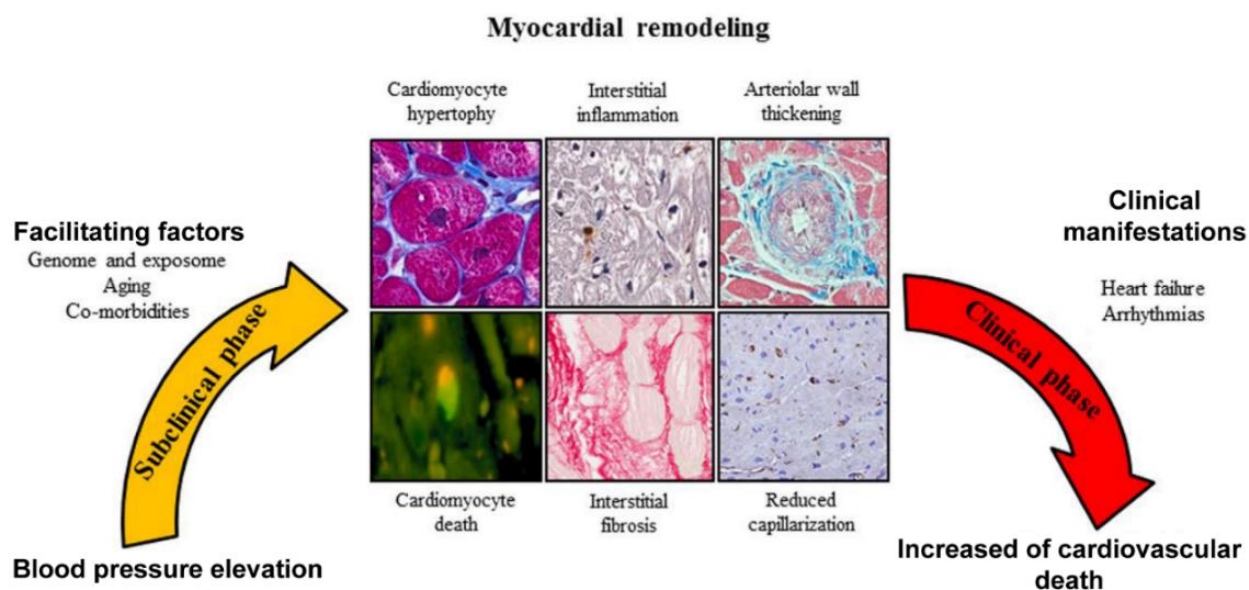 Myocardial remodeling
Cardiomyocyte
hypertophy
Interstitial
inflammation
Arteriolar wall
thickening
Facilitating factors
Genome and exposome
Aging
Co-morbidities
Subclinical phase
Blood pressure elevation
Cardiomyocyte
death
Interstitial
fibrosis
Reduced
capillarization
Clinical
manifestations
Heart failure
Arrhythmias
Clinical phase
Increased of cardiovascular
death